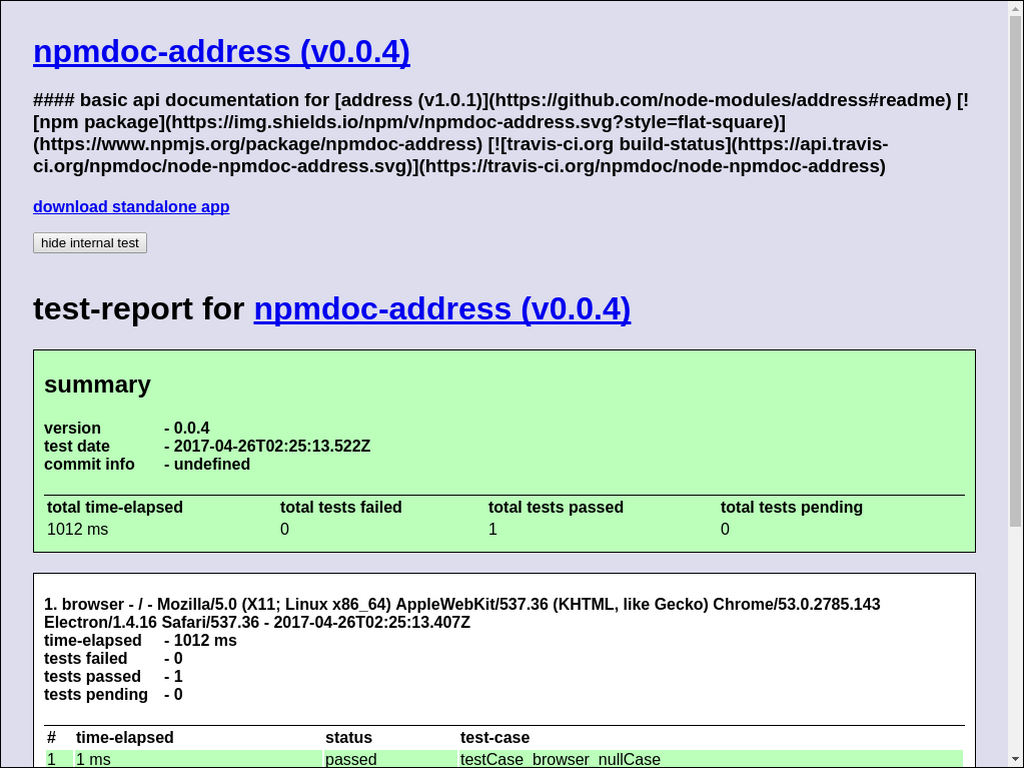 npmdoc-address (v0.0.4)
#### basic api documentation for [address (v1.0.1)](https://github.com/node-modules/address#readme) [!
[npm package](https://img.shields.io/npm/v/npmdoc-address.svg?style=flat-square)]
(https://www.npmjs.org/package/npmdoc-address) [![travis-ci.org build-status](https://api.travis-
ci.org/npmdoc/node-npmdoc-address.svg)](https://travis-ci.org/npmdoc/node-npmdoc-address)
download standalone app
hide internal test
test-report for npmdoc-address (v0.0.4)
summary
version - 0.0.4
test date - 2017-04-26T02:25:13.522Z
commit info - undefined
total time-elapsed total tests failed total tests passed total tests pending
1012 ms 0 1 0
1. browser - / - Mozilla/5.0 (X11; Linux x86_64) AppleWebKit/537.36 (KHTML, like Gecko) Chrome/53.0.2785.143
Electron/1.4.16 Safari/537.36 - 2017-04-26T02:25:13.407Z
time-elapsed - 1012 ms
tests failed - 0
tests passed - 1
tests pending - 0
# time-elapsed status test-case
1 1 ms passed testCase_browser_nullCase